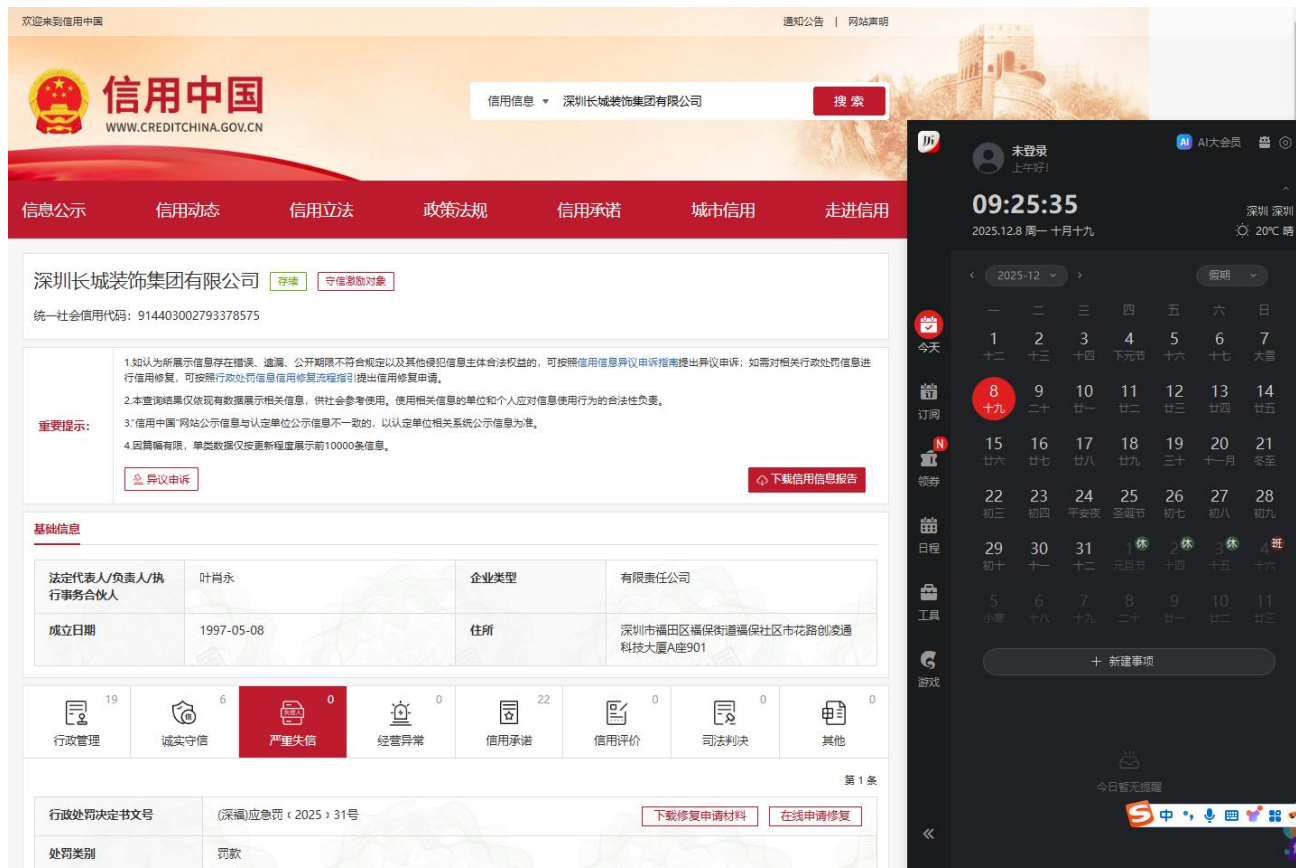 欢迎来到信用中国
通知公告 | 网站声明
信用中国
WWW.CREDITCHINA.GOV.CN
信用信息 深圳长城装饰集团有限公司 搜 索
信息公示 信用动态 信用立法 政策法规 信用承诺 城市信用 走进信用
深圳长城装饰集团有限公司 存续 守信激励对象
统一社会信用代码：914403002793378575
重要提示：
1.如认为所展示信息存在错误、遗漏、公开期限不符合规定以及其他侵犯信息主体合法权益的，可按照信用信息异议申诉指南提出异议申诉；如需对相关行政处罚信息进
行信用修复，可按照行政处罚信息信用修复流程指引提出信用修复申请。
2.本查询结果仅依现有数据展示相关信息，供社会参考使用。使用相关信息的单位和个人应对信息使用行为的合法性负责。
3."信用中国"网站公示信息与认定单位公示信息不一致的，以认定单位相关系统公示信息为准。
4.因篇幅有限，单类数据仅按更新程度展示前10000条信息。
异议申诉 下载信用信息报告
基础信息
法定代表人/负责人/执
行事务合伙人
叶肖永
企业类型 有限责任公司
成立日期 1997-05-08
住所 深圳市福田区福保街道福保社区市花路创凌通
科技大厦A座901
19 6 0 0 22 0 0 0
行政管理 诚实守信 严重失信 经营异常 信用承诺 信用评价 司法判决 其他
第 1 条
行政处罚决定书文号 (深福)应急罚﹝2025﹞31号 下载修复申请材料 在线申请修复
处罚类别 罚款
历
未登录
上午好!
AI AI大会员
09:25:35
深圳 深圳
2025.12.8 周一 十月十九
20℃ 晴
2025-12 假期
一 二 三 四 五 六 日
1 2 3 4 5 6 7
十二 十三 十四 下元节 十六 十七 大雪
8 9 10 11 12 13 14
十九 二十 廿一 廿二 廿三 廿四 廿五
15 16 17 18 19 20 21
廿六 廿七 廿八 廿九 三十 十一月 冬至
22 23 24 25 26 27 28
初三 初四 平安夜 圣诞节 初七 初八 初九
29 30 31 1 休 2 休 3 休 4 班
初十 十一 十二 元旦节 十四 十五 十六
5 6 7 8 9 10 11
小寒 十八 十九 二十 廿一 廿二 廿三
+ 新建事项
今日暂无提醒
今天
订阅
N
领券
日程
工具
游戏
S 中